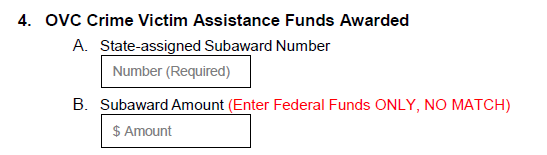 4. OVC Crime Victim Assistance Funds Awarded
A. State-assigned Subaward Number
Number (Required)
B. Subaward Amount (Enter Federal Funds ONLY, NO MATCH)
$ Amount